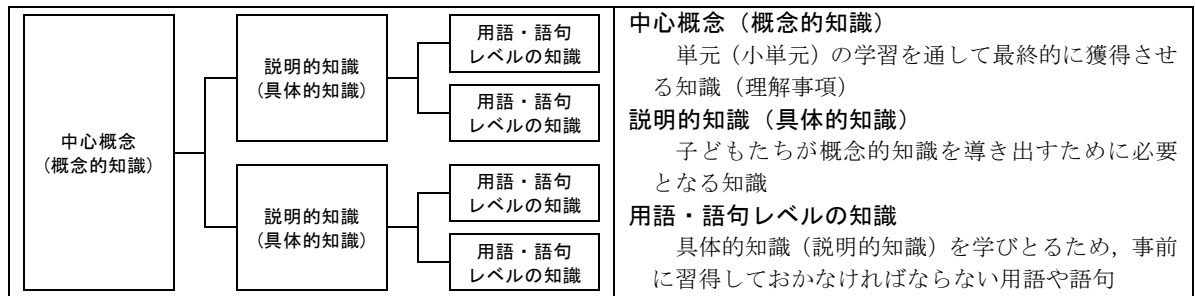 中心概念
（概念的知識）
説明的知識
（具体的知識）
用語・語句
レベルの知識
用語・語句
レベルの知識
説明的知識
（具体的知識）
用語・語句
レベルの知識
用語・語句
レベルの知識
中心概念（概念的知識）
単元（小単元）の学習を通して最終的に獲得させ
る知識（理解事項）
説明的知識（具体的知識）
子どもたちが概念的知識を導き出すために必要
となる知識
用語・語句レベルの知識
具体的知識（説明的知識）を学びとるため，事前
に習得しておかなければならない用語や語句